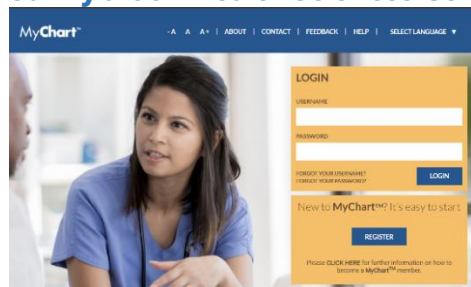 MyChart™
-A A A+ | ABOUT | CONTACT | FEEDBACK | HELP | SELECT LANGUAGE ▼
LOGIN
USERNAME
PASSWORD
FORGOT YOUR USERNAME?
FORGOT YOUR PASSWORD?
LOGIN
New to MyChart™? It's easy to start
REGISTER
Please CLICK HERE for further information on how to
become a MyChart™ member.